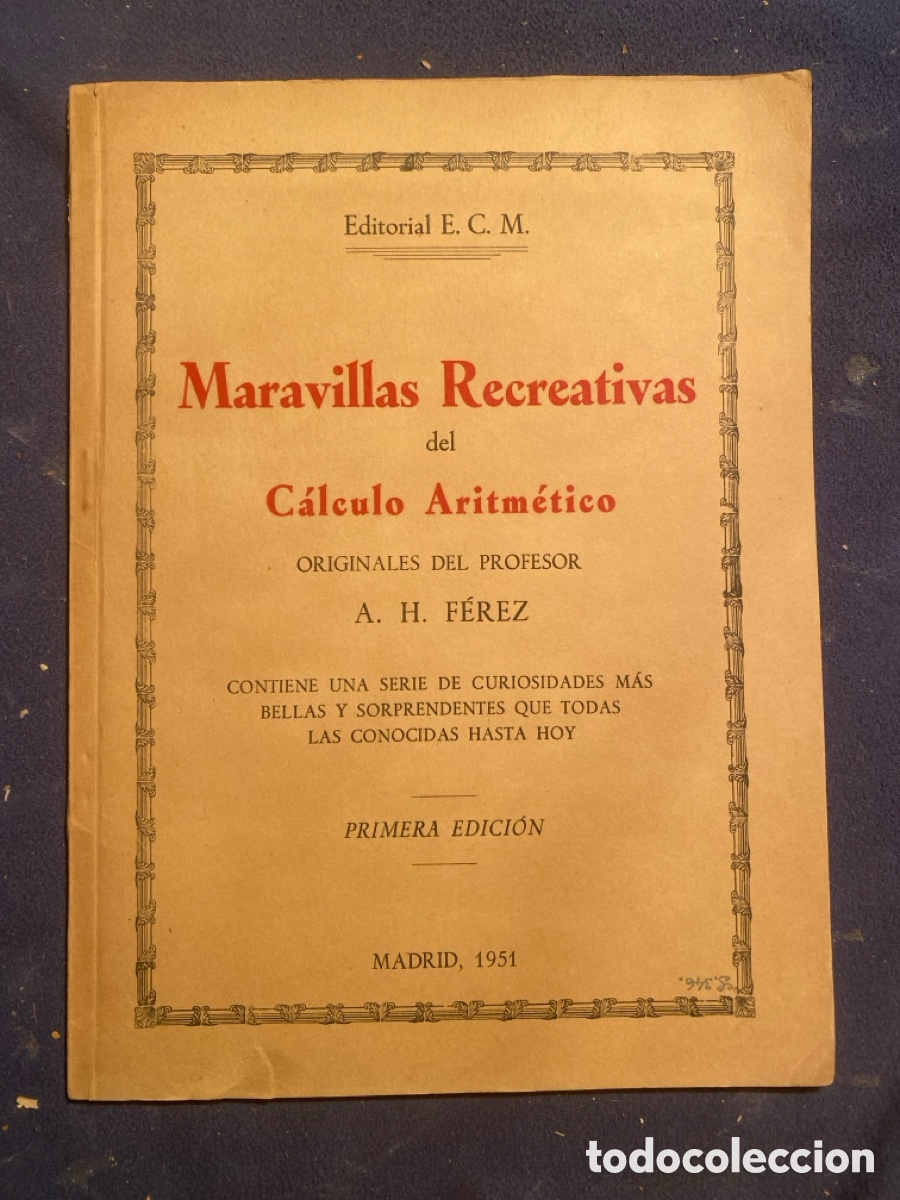 Editorial E. C. M.
Maravillas Recreativas
del
Cálculo Aritmético
ORIGINALES DEL PROFESOR
A. H. FÉREZ
CONTIENE UNA SERIE DE CURIOSIDADES MÁS
BELLAS Y SORPRENDENTES QUE TODAS
LAS CONOCIDAS HASTA HOY
PRIMERA EDICIÓN
MADRID, 1951
todocoleccion